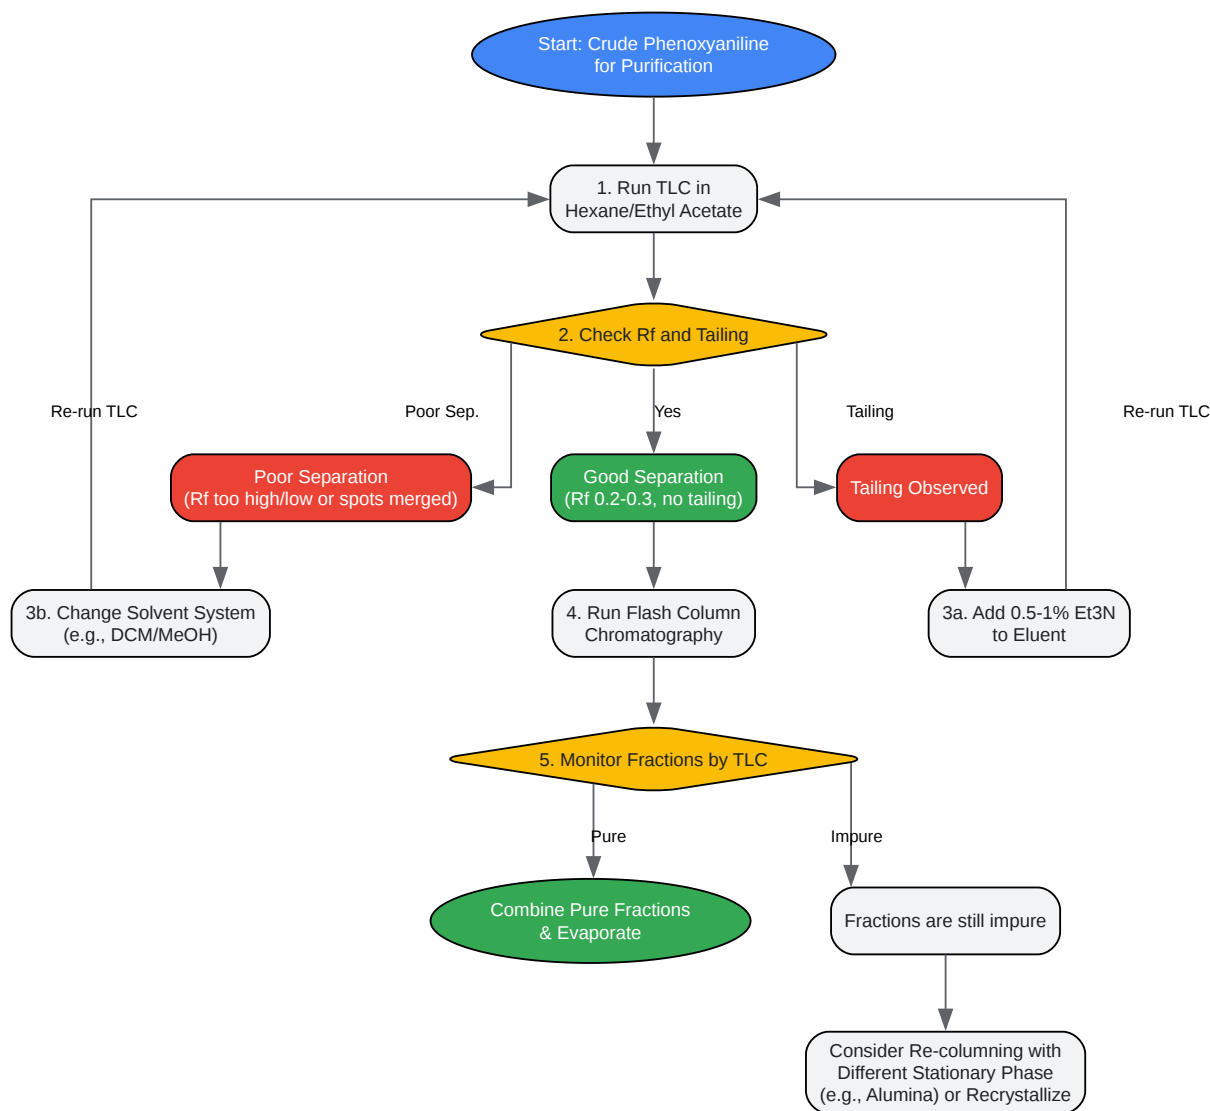 Start: Crude Phenoxyaniline
for Purification
1. Run TLC in
Hexane/Ethyl Acetate
2. Check Rf and Tailing
Re-run TLC
Poor Sep.
Yes
Tailing
Re-run TLC
Poor Separation
(Rf too high/low or spots merged)
Good Separation
(Rf 0.2-0.3, no tailing)
Tailing Observed
3b. Change Solvent System
(e.g., DCM/MeOH)
4. Run Flash Column
Chromatography
3a. Add 0.5-1% Et3N
to Eluent
5. Monitor Fractions by TLC
Pure
Impure
Combine Pure Fractions
& Evaporate
Fractions are still impure
Consider Re-columning with
Different Stationary Phase
(e.g., Alumina) or Recrystallize